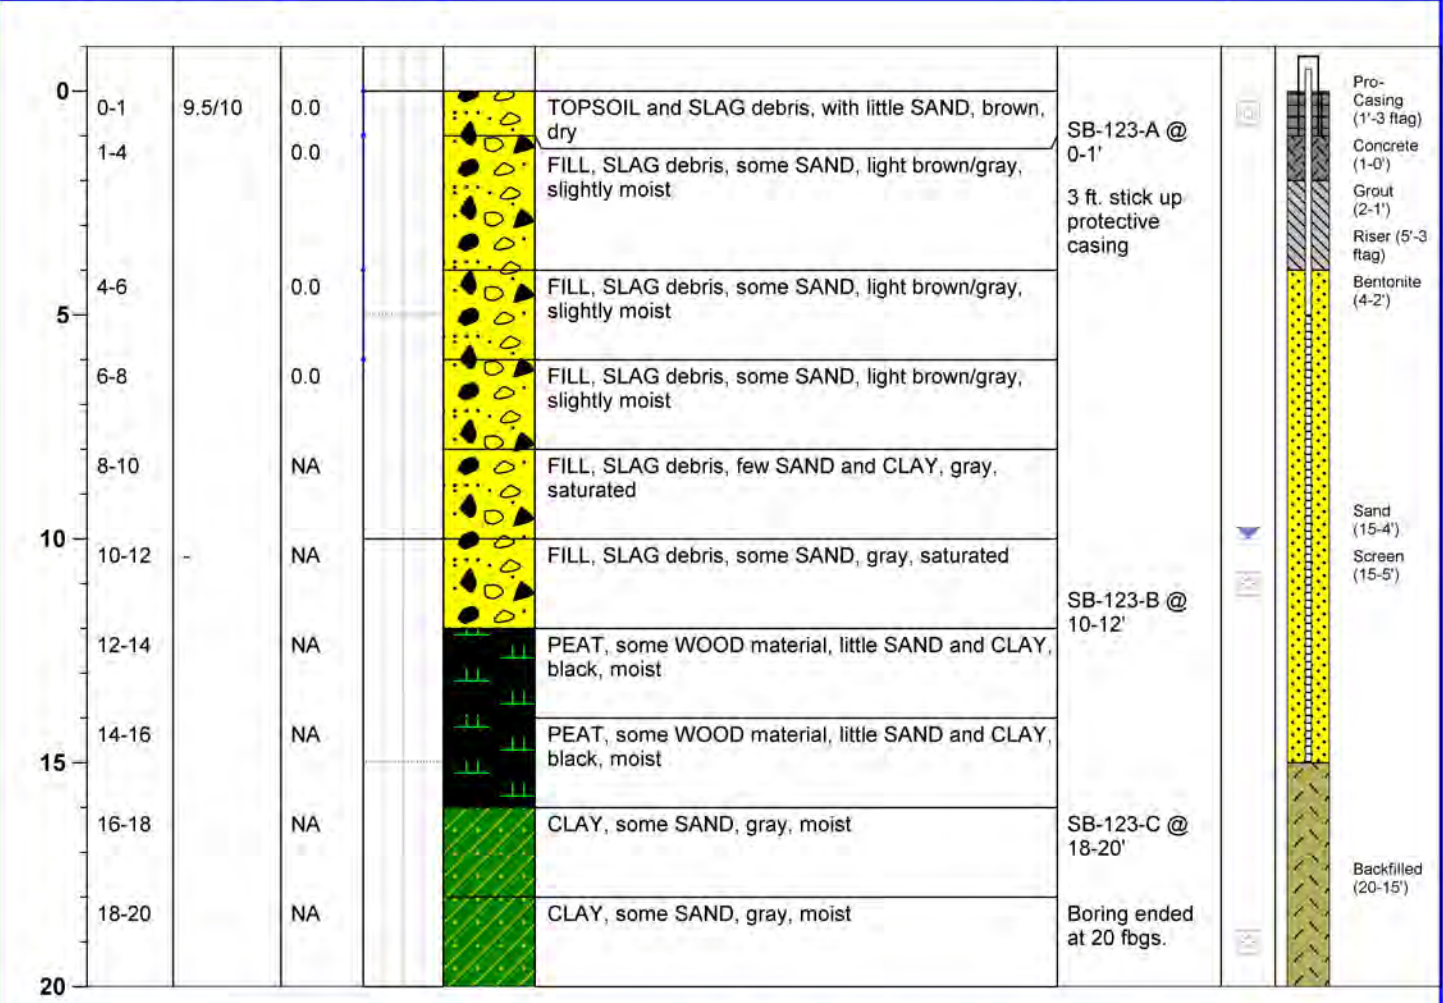 0
0-1 9.5/10 0.0 TOPSOIL and SLAG debris, with little SAND, brown,
dry
SB-123-A @
0-1'
1-4 0.0 FILL, SLAG debris, some SAND, light brown/gray,
slightly moist
3 ft. stick up
protective
casing
4-6 0.0 FILL, SLAG debris, some SAND, light brown/gray,
slightly moist
5
6-8 0.0 FILL, SLAG debris, some SAND, light brown/gray,
slightly moist
8-10 NA FILL, SLAG debris, few SAND and CLAY, gray,
saturated
10
10-12 - NA FILL, SLAG debris, some SAND, gray, saturated
SB-123-B @
10-12'
12-14 NA PEAT, some WOOD material, little SAND and CLAY,
black, moist
14-16 NA PEAT, some WOOD material, little SAND and CLAY,
black, moist
15
16-18 NA CLAY, some SAND, gray, moist
SB-123-C @
18-20'
18-20 NA CLAY, some SAND, gray, moist
Boring ended
at 20 fbgs.
20
Pro-
Casing
(1'-3 ftag)
Concrete
(1-0')
Grout
(2-1')
Riser (5'-3
ftag)
Bentonite
(4-2')
Sand
(15-4')
Screen
(15-5')
Backfilled
(20-15')